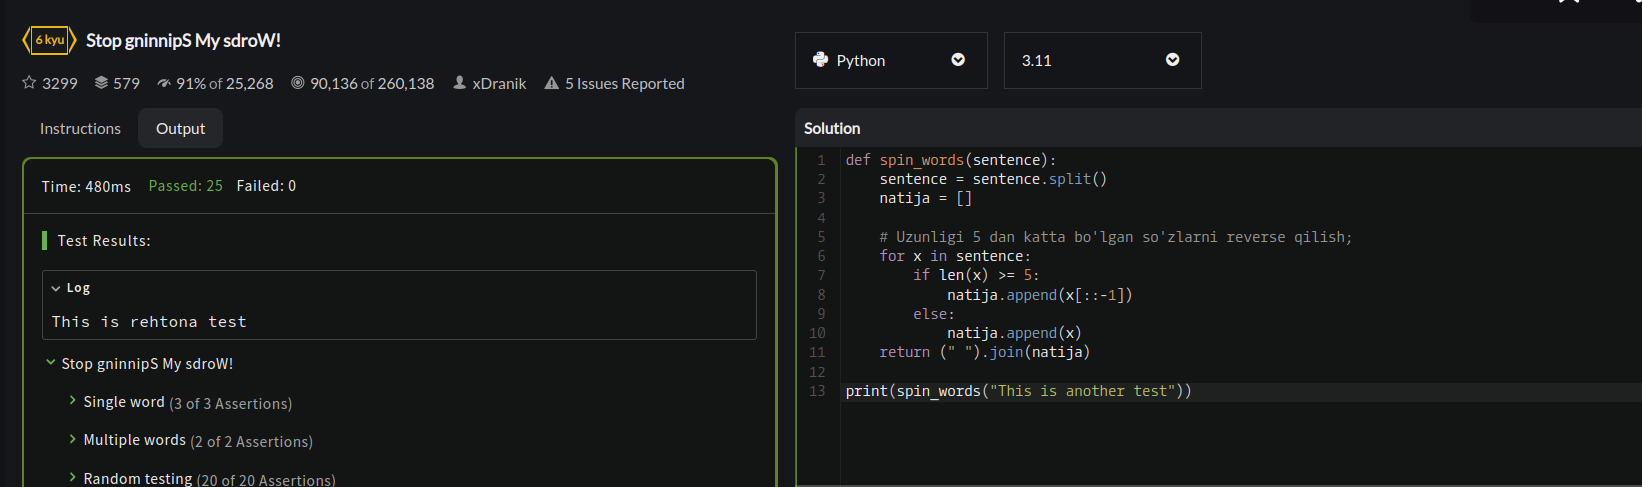 6 kyu Stop gninnipS My sdroW!
3299 579 91% of 25,268 90,136 of 260,138 xDranik 5 Issues Reported
Instructions Output
Time: 480ms Passed: 25 Failed: 0
Test Results:
Log
This is rehtona test
Stop gninnipS My sdroW!
Single word (3 of 3 Assertions)
Multiple words (2 of 2 Assertions)
Random testing (20 of 20 Assertions)
Python 3.11
Solution
1 def spin_words(sentence):
2     sentence = sentence.split()
3     natija = []
4
5     # Uzunligi 5 dan katta bo'lgan so'zlarni reverse qilish;
6     for x in sentence:
7         if len(x) >= 5:
8             natija.append(x[::-1])
9         else:
10             natija.append(x)
11     return (" ").join(natija)
12
13 print(spin_words("This is another test"))